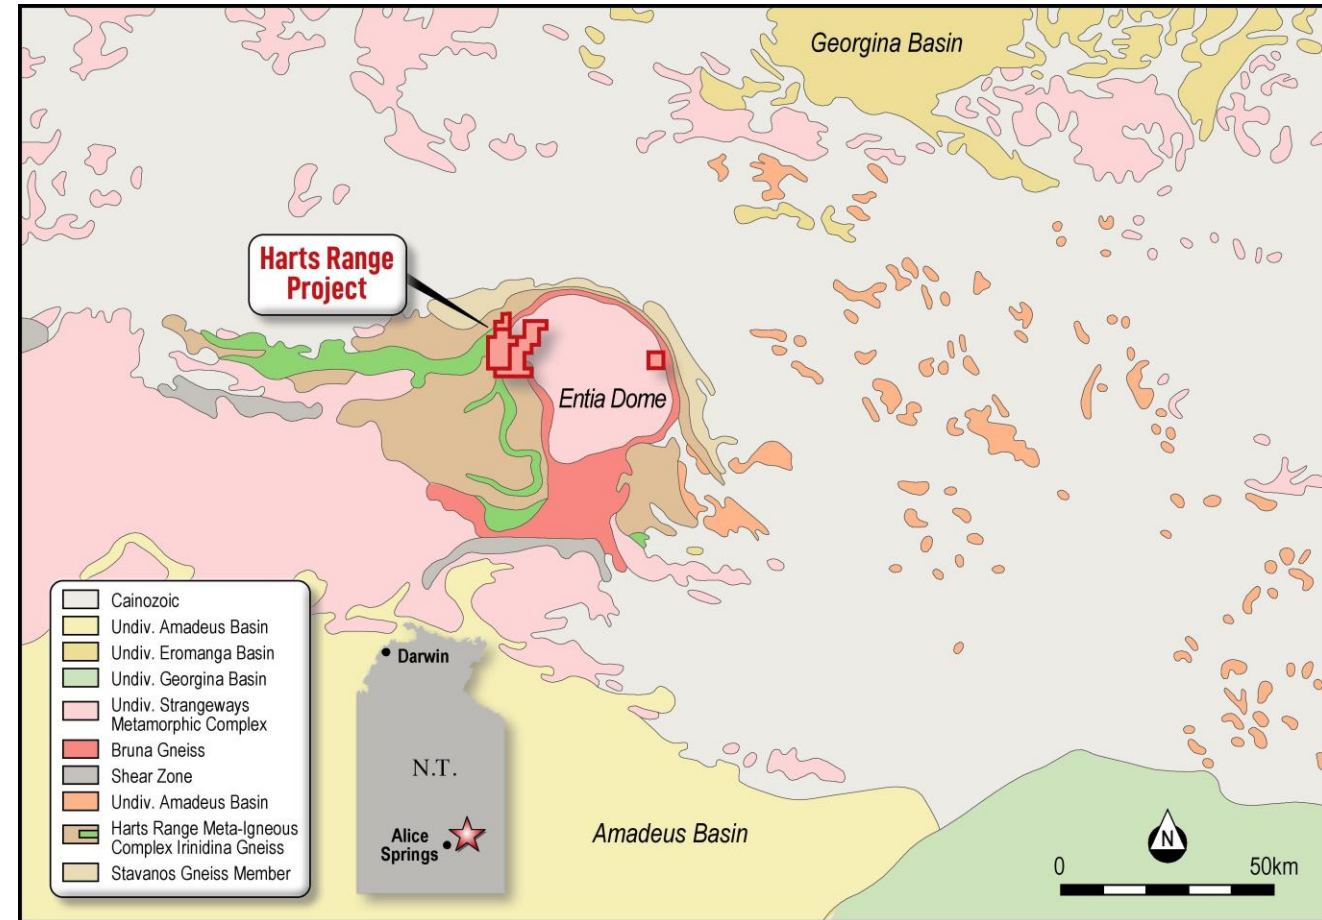 Georgina Basin
Harts Range
Project
Entia Dome
Cainozoic
Undiv. Amadeus Basin
Undiv. Eromanga Basin
Undiv. Georgina Basin
Undiv. Strangeways
Metamorphic Complex
Bruna Gneiss
Shear Zone
Undiv. Amadeus Basin
Harts Range Meta-Igneous
Complex Irinidina Gneiss
Stavanos Gneiss Member
Darwin
N.T.
Alice
Springs
Amadeus Basin
N
0 50km